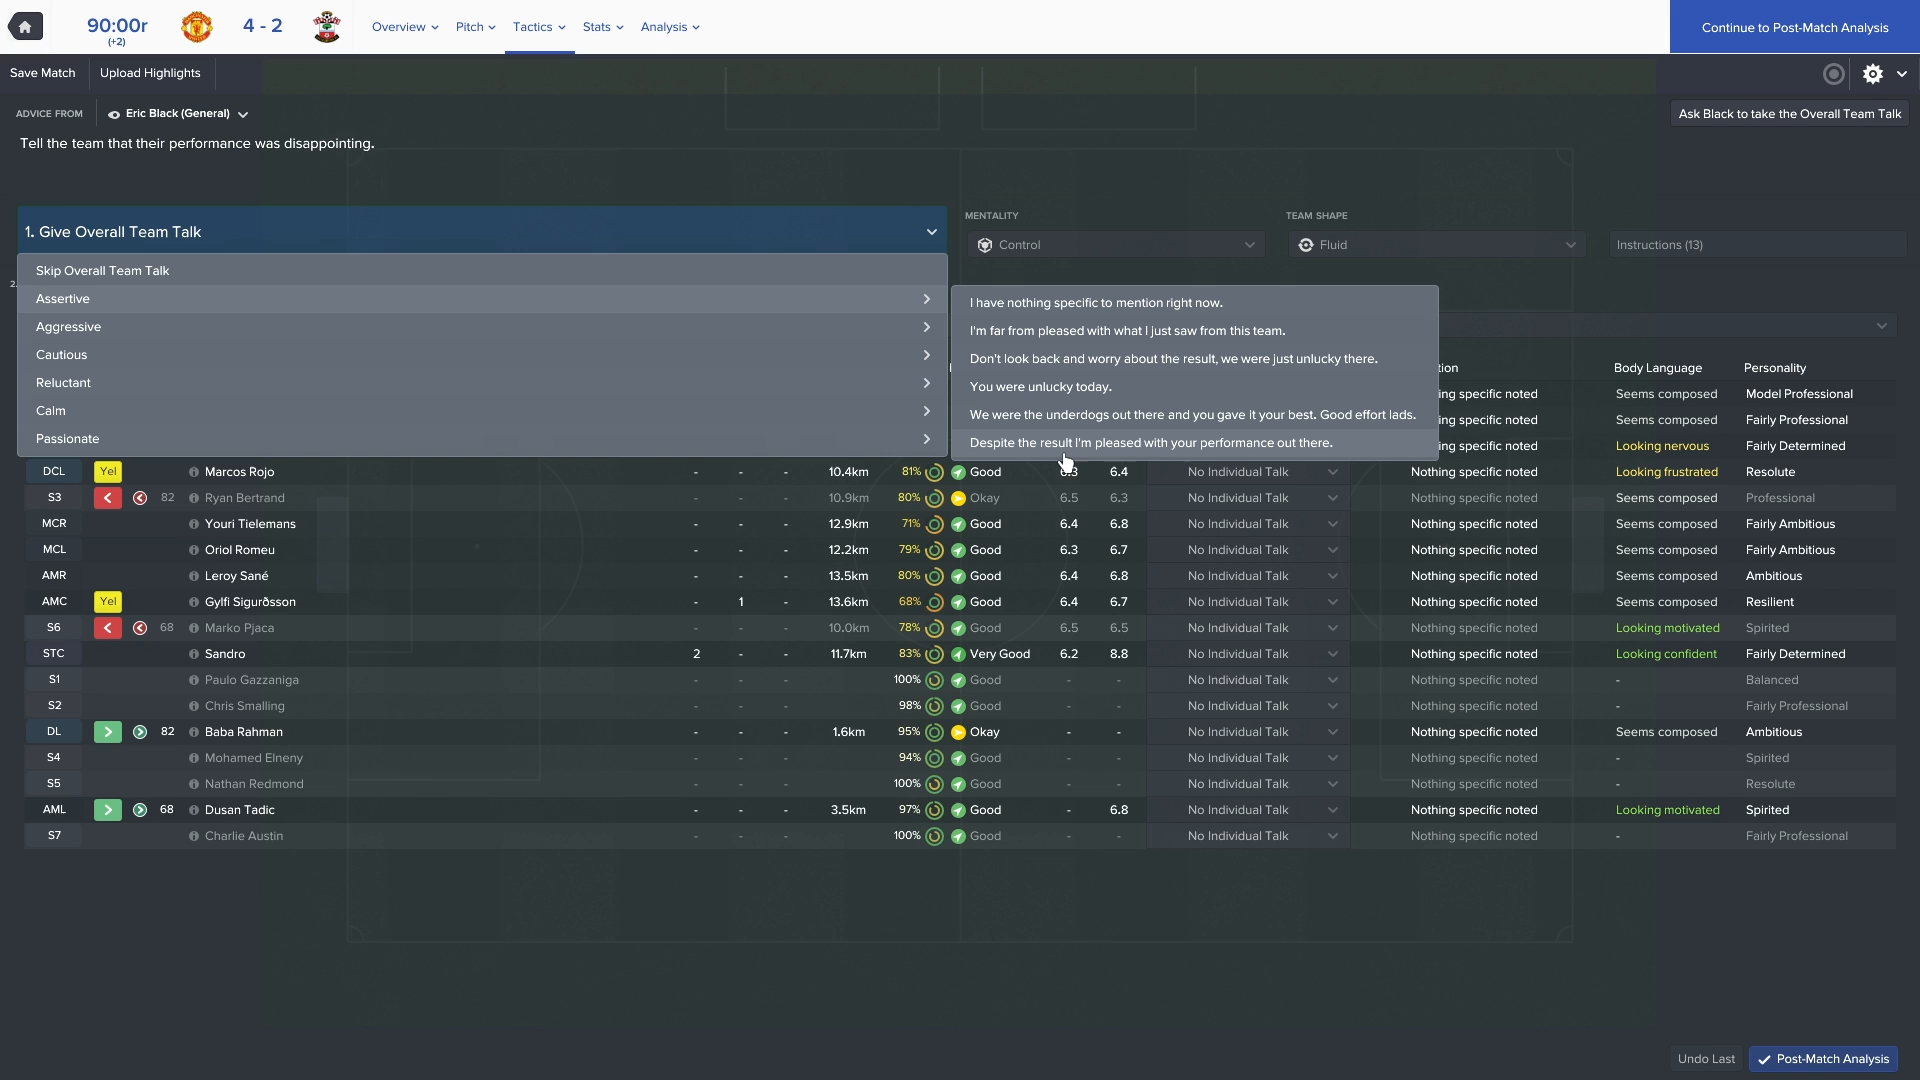 90:00r
(+2)
4 - 2
Overview
Pitch
Tactics
Stats
Analysis
Continue to Post-Match Analysis
Save Match
Upload Highlights
ADVICE FROM
Eric Black (General)
Ask Black to take the Overall Team Talk
Tell the team that their performance was disappointing.
1. Give Overall Team Talk
MENTALITY
TEAM SHAPE
Control
Fluid
Instructions (13)
2.
Skip Overall Team Talk
Assertive
Aggressive
Cautious
Reluctant
Calm
Passionate
I have nothing specific to mention right now.
I'm far from pleased with what I just saw from this team.
Don't look back and worry about the result, we were just unlucky there.
You were unlucky today.
We were the underdogs out there and you gave it your best. Good effort lads.
Despite the result I'm pleased with your performance out there.
tion Body Language Personality
ing specific noted Seems composed Model Professional
ing specific noted Seems composed Fairly Professional
ing specific noted Looking nervous Fairly Determined
DCL Yel Marcos Rojo - - - 10.4km 81% Good 6.3 6.4 No Individual Talk Nothing specific noted Looking frustrated Resolute
S3 82 Ryan Bertrand - - - 10.9km 80% Okay 6.5 6.3 No Individual Talk Nothing specific noted Seems composed Professional
MCR Youri Tielemans - - - 12.9km 71% Good 6.4 6.8 No Individual Talk Nothing specific noted Seems composed Fairly Ambitious
MCL Oriol Romeu - - - 12.2km 79% Good 6.3 6.7 No Individual Talk Nothing specific noted Seems composed Fairly Ambitious
AMR Leroy Sané - - - 13.5km 80% Good 6.4 6.8 No Individual Talk Nothing specific noted Seems composed Ambitious
AMC Yel Gylfi Sigurðsson - 1 - 13.6km 68% Good 6.4 6.7 No Individual Talk Nothing specific noted Seems composed Resilient
S6 68 Marko Pjaca - - - 10.0km 78% Good 6.5 6.5 No Individual Talk Nothing specific noted Looking motivated Spirited
STC Sandro 2 - - 11.7km 83% Very Good 6.2 8.8 No Individual Talk Nothing specific noted Looking confident Fairly Determined
S1 Paulo Gazzaniga - - - 100% Good - - No Individual Talk Nothing specific noted - Balanced
S2 Chris Smalling - - - 98% Good - - No Individual Talk Nothing specific noted - Fairly Professional
DL 82 Baba Rahman - - - 1.6km 95% Okay - - No Individual Talk Nothing specific noted Seems composed Ambitious
S4 Mohamed Elneny - - - 94% Good - - No Individual Talk Nothing specific noted - Spirited
S5 Nathan Redmond - - - 100% Good - - No Individual Talk Nothing specific noted - Resolute
AML 68 Dusan Tadic - - - 3.5km 97% Good - 6.8 No Individual Talk Nothing specific noted Looking motivated Spirited
S7 Charlie Austin - - - 100% Good - - No Individual Talk Nothing specific noted - Fairly Professional
Undo Last
Post-Match Analysis